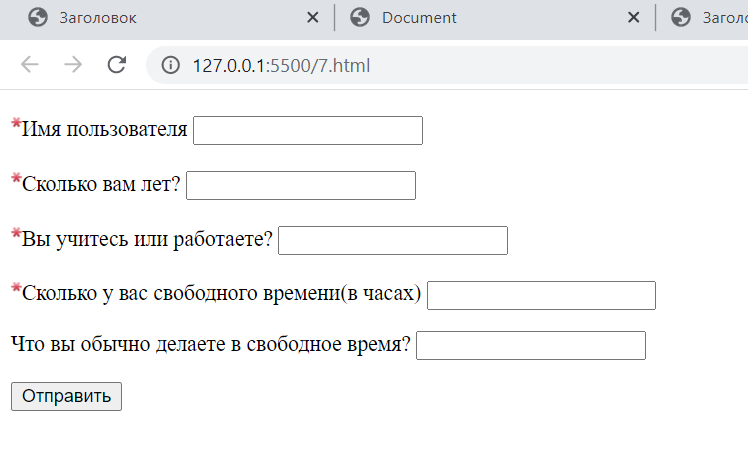 Заголовок
Document
Загол
127.0.0.1:5500/7.html
*Имя пользователя
*Сколько вам лет?
*Вы учитесь или работаете?
*Сколько у вас свободного времени(в часах)
Что вы обычно делаете в свободное время?
Отправить